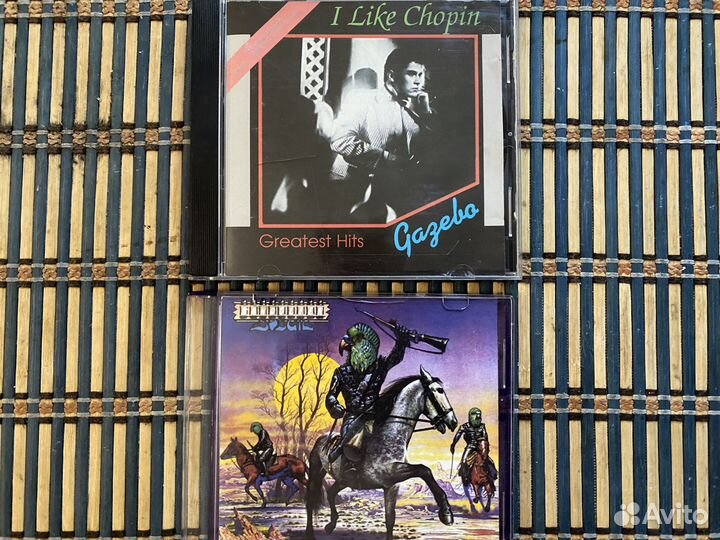 I Like Chopin
Greatest Hits
Gazebo
Avito